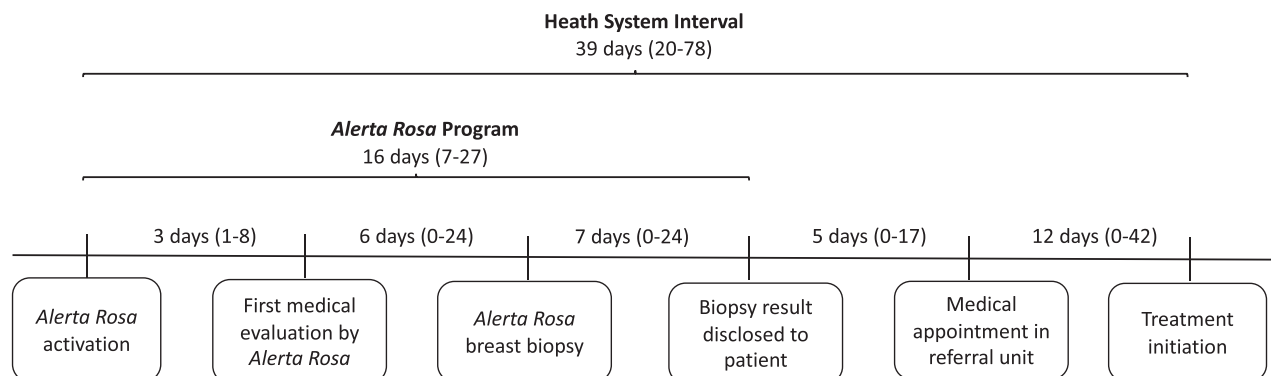 Heath System Interval
39 days (20-78)
Alerta Rosa Program
16 days (7-27)
3 days (1-8)
6 days (0-24)
7 days (0-24)
5 days (0-17)
12 days (0-42)
Alerta Rosa
activation
First medical
evaluation by
Alerta Rosa
Alerta Rosa
breast biopsy
Biopsy result
disclosed to
patient
Medical
appointment in
referral unit
Treatment
initiation